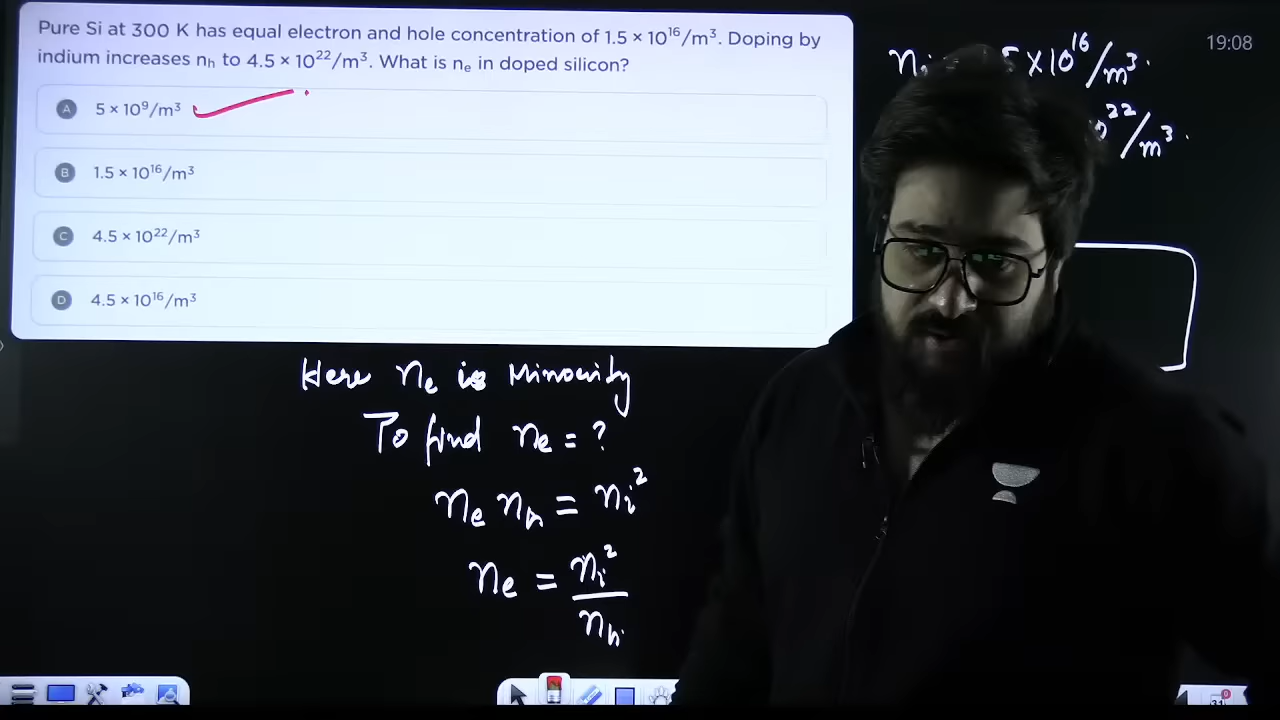 Pure Si at 300 K has equal electron and hole concentration of 1.5 × 10¹⁶/m³. Doping by
indium increases nₕ to 4.5 × 10²²/m³. What is nₑ in doped silicon?
A 5 × 10⁹/m³
B 1.5 × 10¹⁶/m³
C 4.5 × 10²²/m³
D 4.5 × 10¹⁶/m³
19:08
× 10¹⁶/m³.
²²/m³.
Here nₑ is Minority
To find nₑ = ?
nₑ nₕ = nᵢ²
nₑ = nᵢ²
nₕ
31